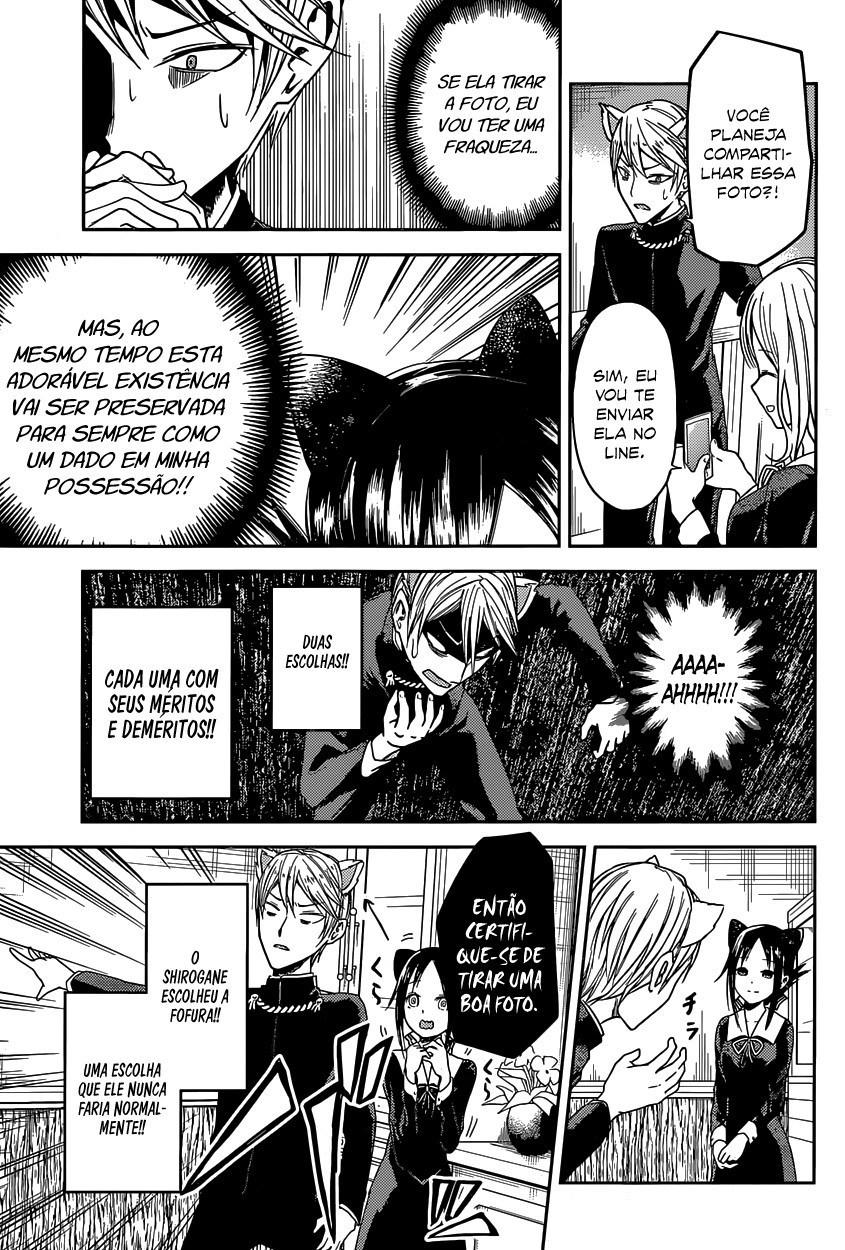 VOCÊ
PLANEJA
COMPARTI-
LHAR ESSA
FOTO?!
SIM, EU
VOU TE
ENVIAR
ELA NO
LINE.
SE ELA TIRAR
A FOTO, EU
VOU TER UMA
FRAQUEZA...
MAS, AO
MESMO TEMPO ESTA
ADORÁVEL EXISTÊNCIA
VAI SER PRESERVADA
PARA SEMPRE COMO
UM DADO EM MINHA
POSSESSÃO!!
AAAA-
AHHHH!!!
DUAS
ESCOLHAS!!
CADA UMA COM
SEUS MÉRITOS
E DEMÉRITOS!!
チラ
ENTÃO
CERTIFI-
QUE-SE DE
TIRAR UMA
BOA FOTO.
O
SHIROGANE
ESCOLHEU A
FOFURA!!
UMA ESCOLHA
QUE ELE NUNCA
FARIA NORMAL-
MENTE!!